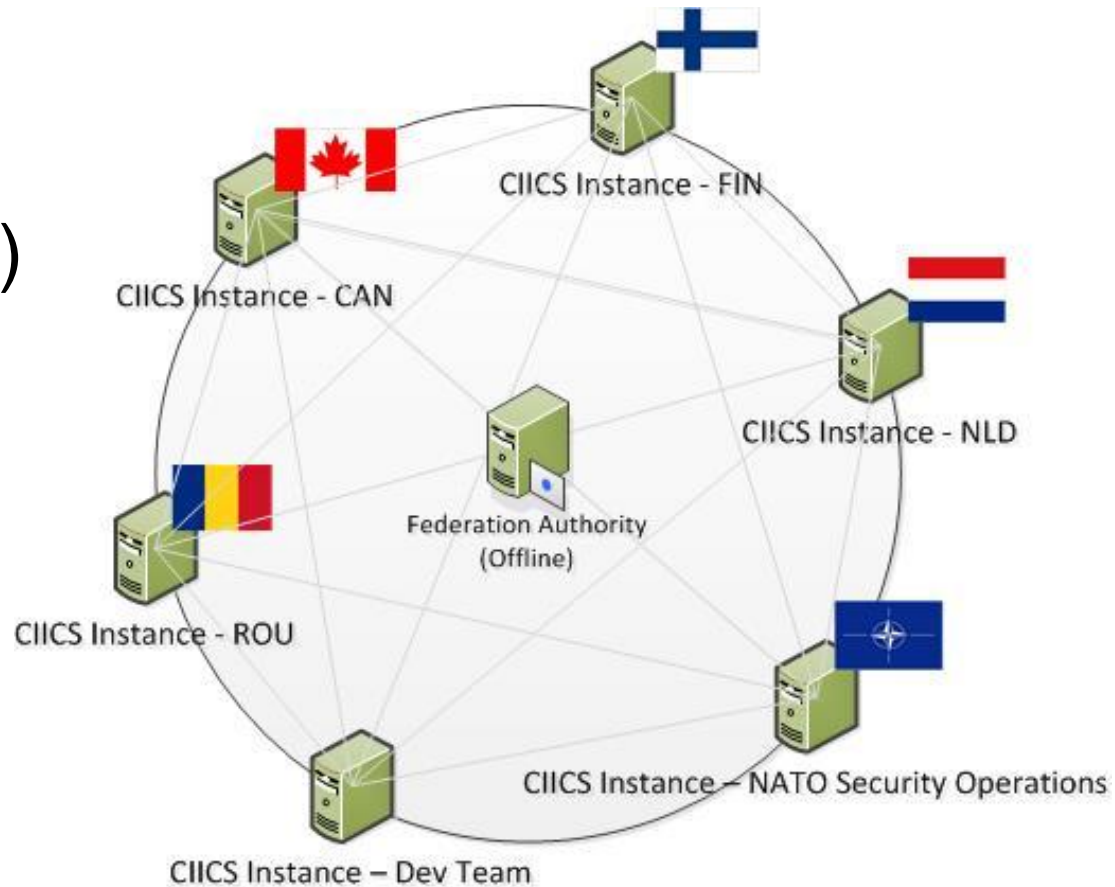 )
CIICS Instance - FIN
CIICS Instance - CAN
CIICS Instance - NLD
Federation Authority
(Offline)
CIICS Instance - ROU
CIICS Instance – NATO Security Operations
CIICS Instance – Dev Team